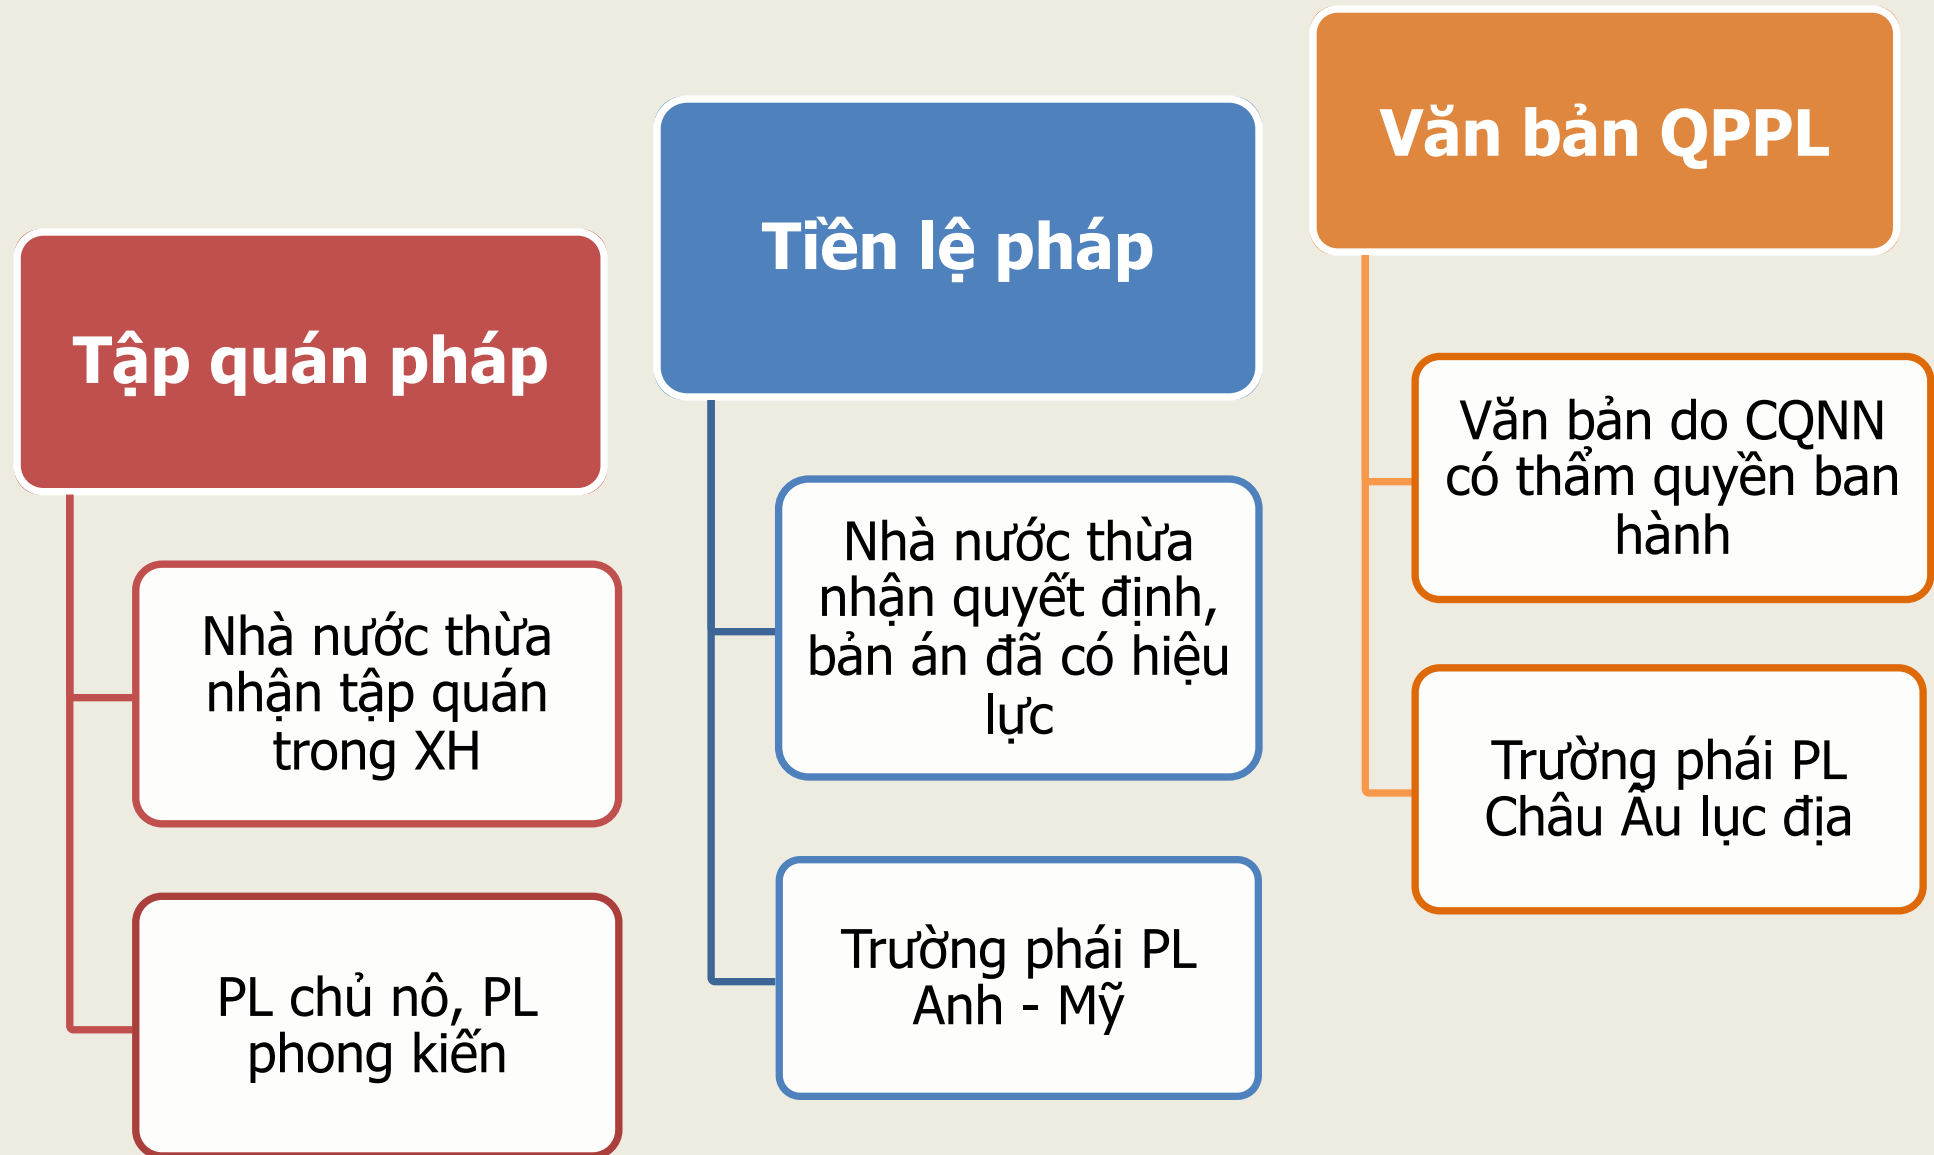 Tập quán pháp
Nhà nước thừa
nhận tập quán
trong XH
PL chủ nô, PL
phong kiến
Tiền lệ pháp
Nhà nước thừa
nhận quyết định,
bản án đã có hiệu
lực
Trường phái PL
Anh - Mỹ
Văn bản QPPL
Văn bản do CQNN
có thẩm quyền ban
hành
Trường phái PL
Châu Âu lục địa